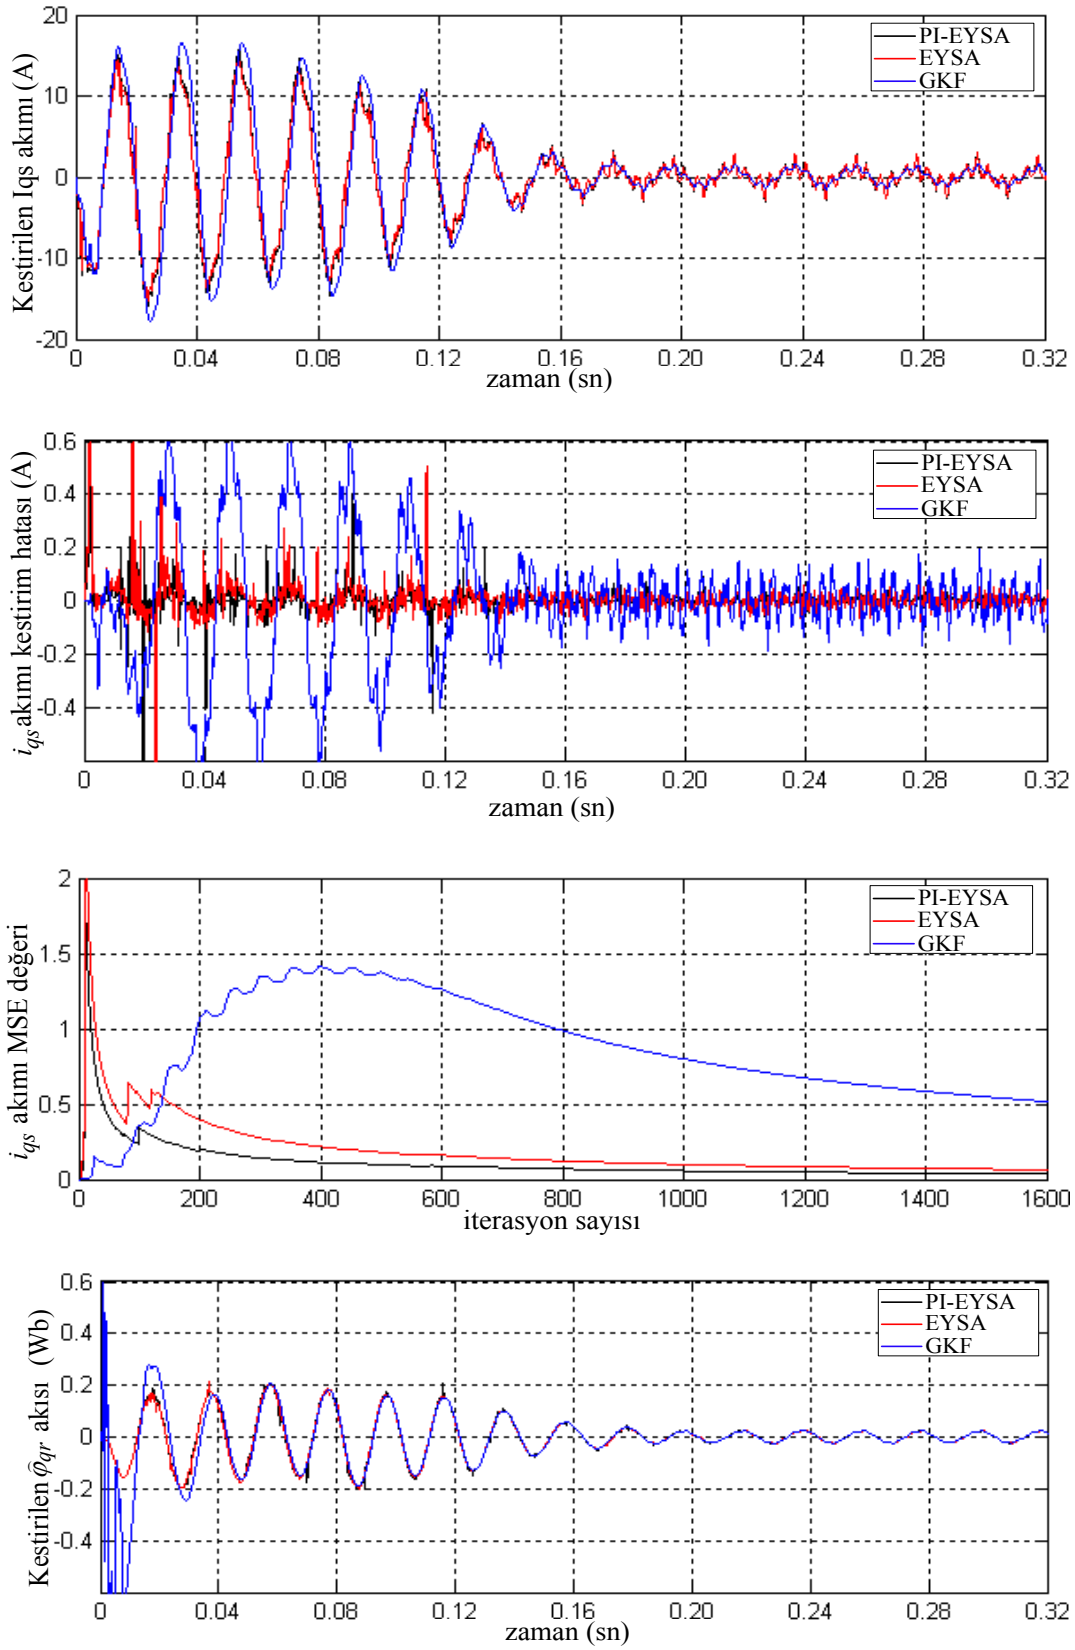 Kestirilen Iqs akımı (A)
20
10
0
-10
-20
PI-EYSA
EYSA
GKF
0 0.04 0.08 0.12 0.16 0.20 0.24 0.28 0.32
zaman (sn)
iqs akımı kestirim hatası (A)
0.6
0.4
0.2
0
-0.2
-0.4
PI-EYSA
EYSA
GKF
0 0.04 0.08 0.12 0.16 0.20 0.24 0.28 0.32
zaman (sn)
iqs akımı MSE değeri
2
1.5
1
0.5
0
PI-EYSA
EYSA
GKF
0 200 400 600 800 1000 1200 1400 1600
iterasyon sayısı
Kestirilen φ̂qr akısı (Wb)
0.6
0.4
0.2
0
-0.2
-0.4
PI-EYSA
EYSA
GKF
0 0.04 0.08 0.12 0.16 0.20 0.24 0.28 0.32
zaman (sn)